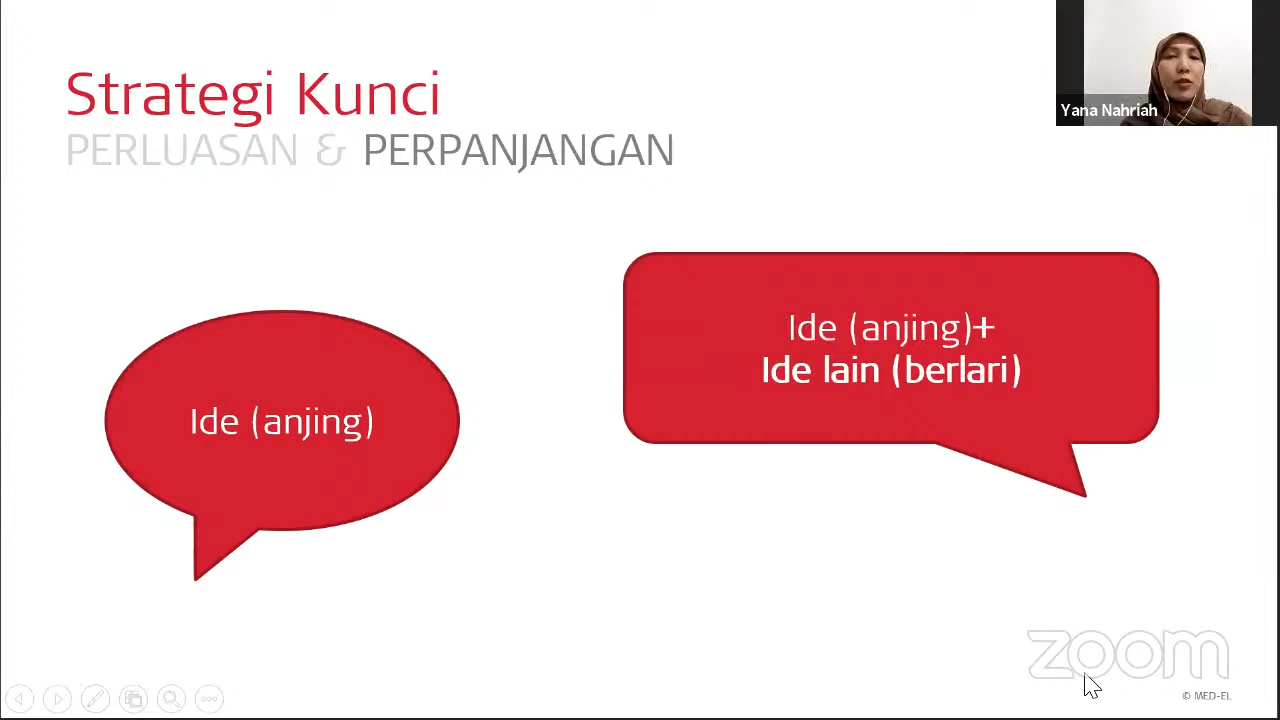 Strategi Kunci
PERLUASAN & PERPANJANGAN
Yana Nahriah
Ide (anjing)
Ide (anjing)+
Ide lain (berlari)
zoom
© MED-EL